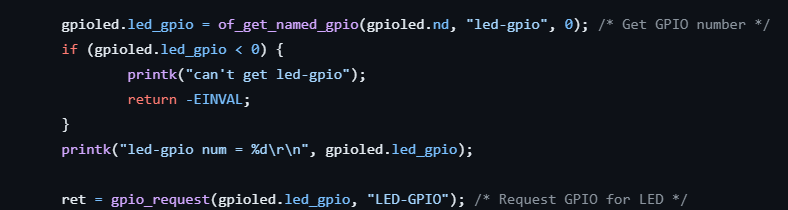 gpioled.led_gpio = of_get_named_gpio(gpioled.nd, "led-gpio", 0); /* Get GPIO number */
if (gpioled.led_gpio < 0) {
printk("can't get led-gpio");
return -EINVAL;
}
printk("led-gpio num = %d\r\n", gpioled.led_gpio);
ret = gpio_request(gpioled.led_gpio, "LED-GPIO"); /* Request GPIO for LED */